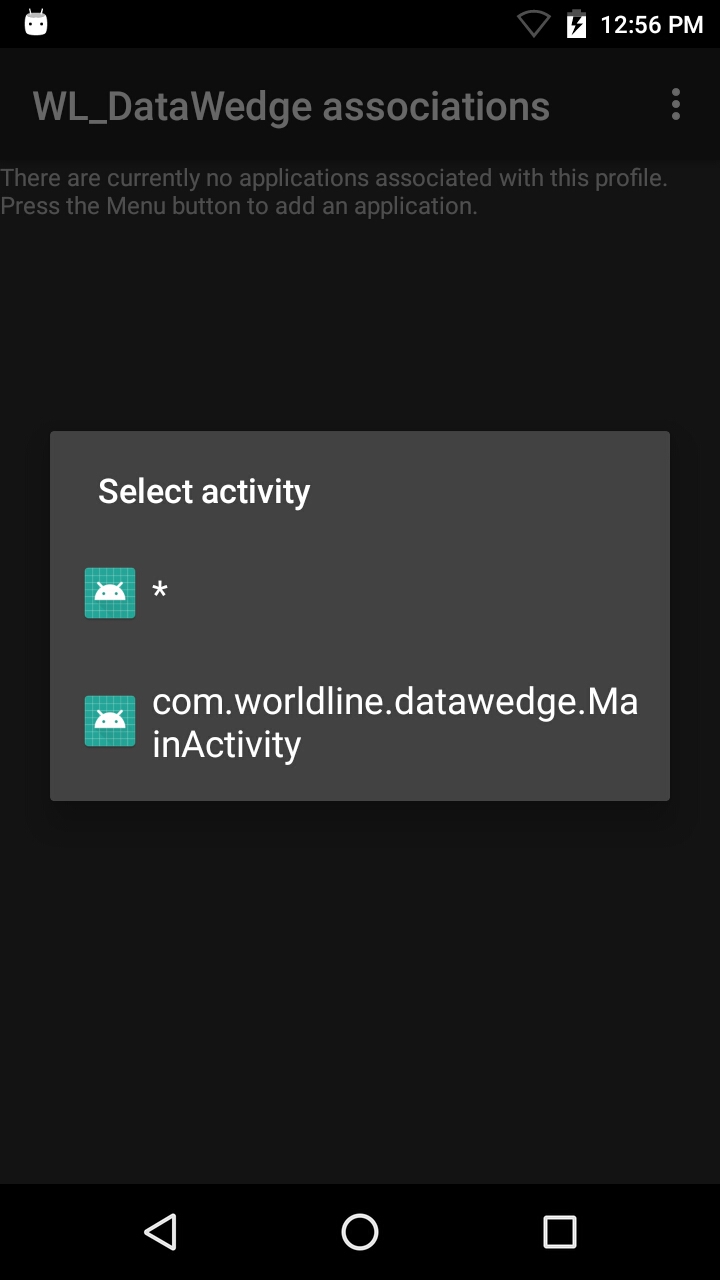 12:56 PM
WL_DataWedge associations
There are currently no applications associated with this profile.
Press the Menu button to add an application.
Select activity
*
com.worldline.datawedge.Ma
inActivity